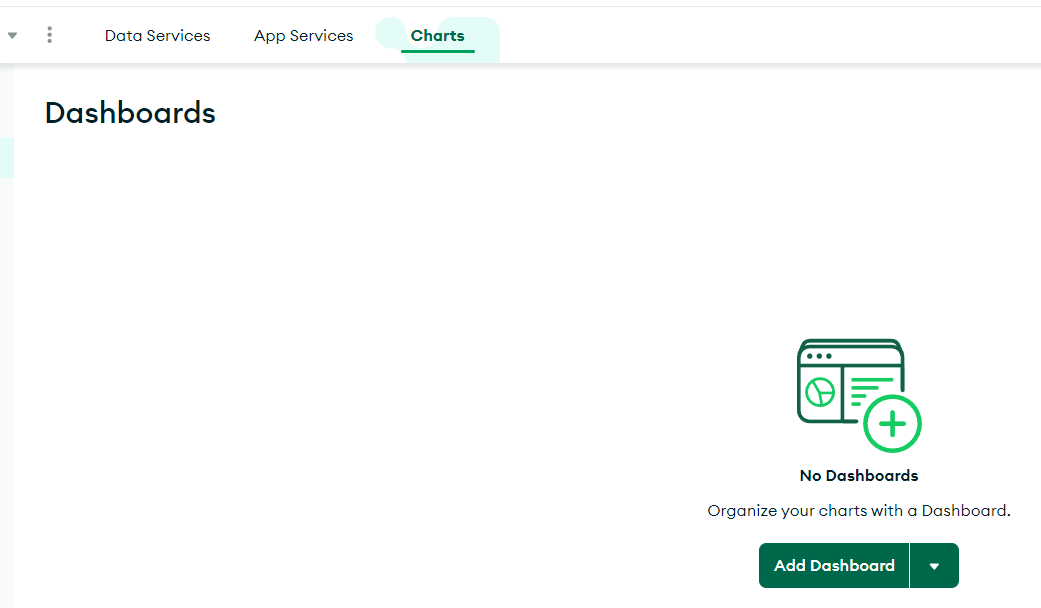 Data Services App Services Charts
Dashboards
No Dashboards
Organize your charts with a Dashboard.
Add Dashboard